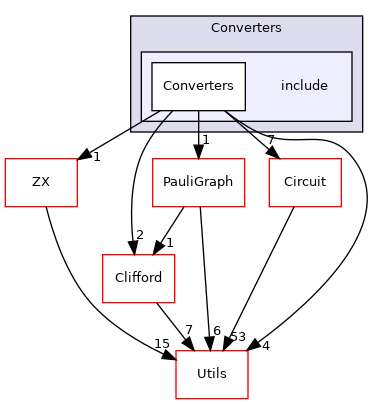 Converters
Converters include
1 1 7
ZX PauliGraph Circuit
2 1
Clifford
15 7 6 53 4
Utils